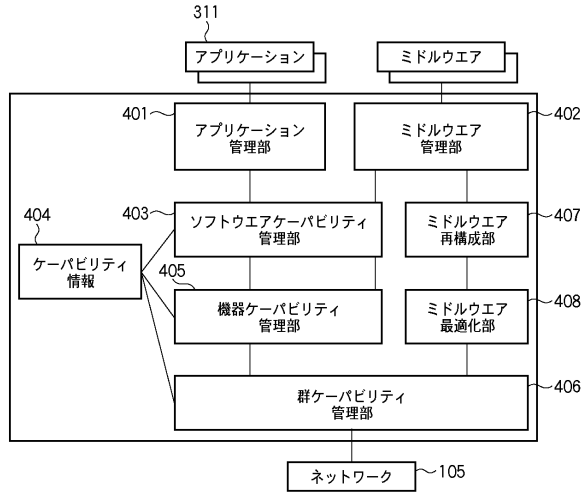 311
アプリケーション
ミドルウエア
401
アプリケーション
管理部
ミドルウエア
管理部
402
403
ソフトウエアケーパビリティ
管理部
ミドルウエア
再構成部
407
404
ケーパビリティ
情報
405
機器ケーパビリティ
管理部
ミドルウエア
最適化部
408
群ケーパビリティ
管理部
406
ネットワーク
105